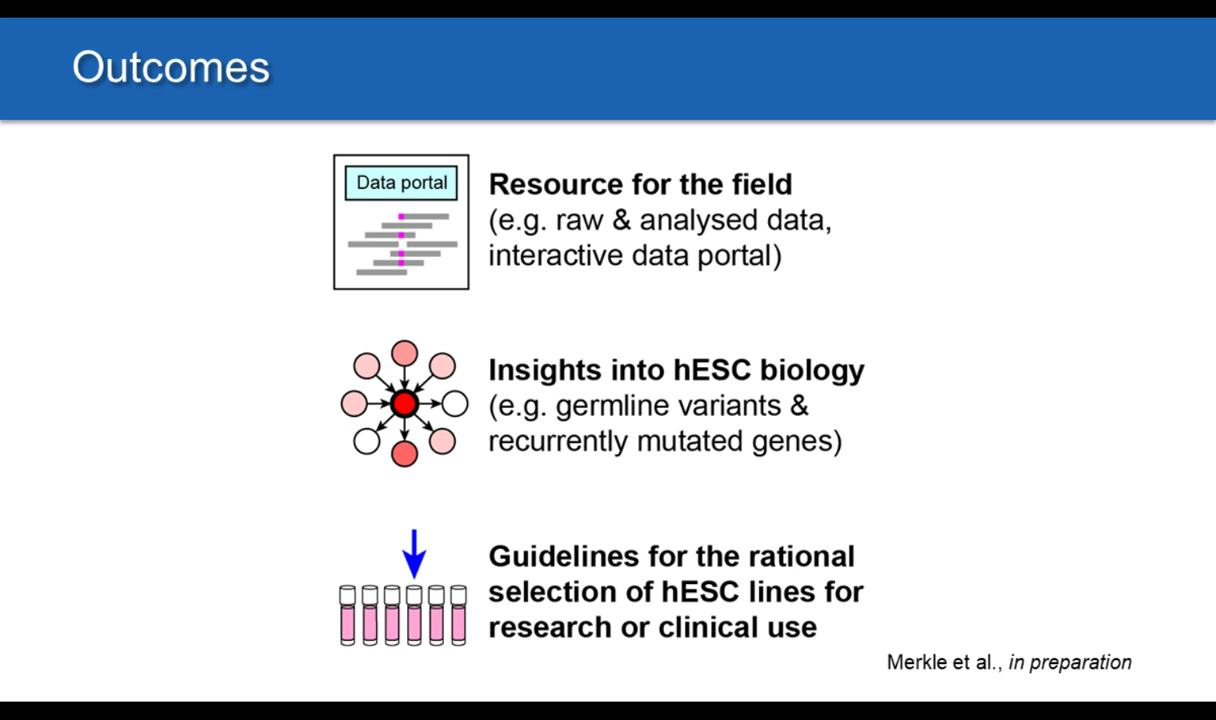 Outcomes
Data portal
Resource for the field
(e.g. raw & analysed data,
interactive data portal)
Insights into hESC biology
(e.g. germline variants &
recurrently mutated genes)
Guidelines for the rational
selection of hESC lines for
research or clinical use
Merkle et al., in preparation